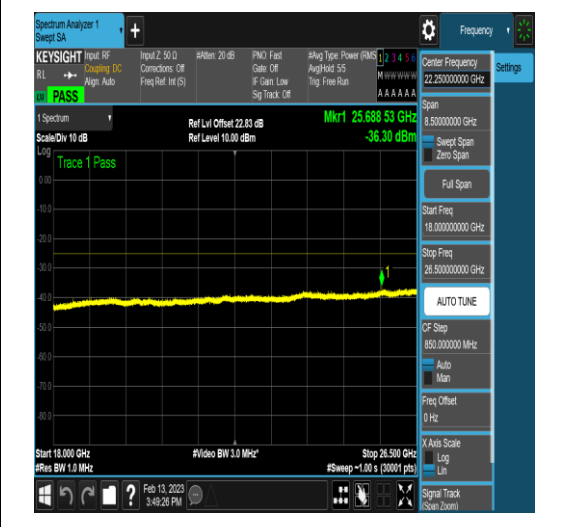 Spectrum Analyzer 1
Swept SA
Frequency
KEYSIGHT
RL
PASS
Input: RF
Coupling: DC
Align: Auto
Input Z: 50 Ω
Corrections: Off
Freq Ref: Int (S)
#Atten: 20 dB
PNO: Fast
Gate: Off
IF Gain: Low
Sig Track: Off
#Avg Type: Power (RMS
Avg|Hold: 5/5
Trig: Free Run
1 2 3 4 5 6
M W W W W W
A A A A A A
Center Frequency
22.250000000 GHz
Settings
Span
8.50000000 GHz
Swept Span
Zero Span
Full Span
Start Freq
18.000000000 GHz
Stop Freq
26.500000000 GHz
AUTO TUNE
CF Step
850.000000 MHz
Auto
Man
Freq Offset
0 Hz
X Axis Scale
Log
Lin
Signal Track
(Span Zoom)
1 Spectrum
Scale/Div 10 dB
Ref Lvl Offset 22.83 dB
Ref Level 10.00 dBm
Mkr1 25.688 53 GHz
-36.30 dBm
Log
Trace 1 Pass
0.00
-10.0
-20.0
-30.0
1
-40.0
-50.0
-60.0
-70.0
-80.0
Start 18.000 GHz
#Res BW 1.0 MHz
#Video BW 3.0 MHz*
Stop 26.500 GHz
#Sweep ~1.00 s (30001 pts)
?
Feb 13, 2023
3:49:26 PM